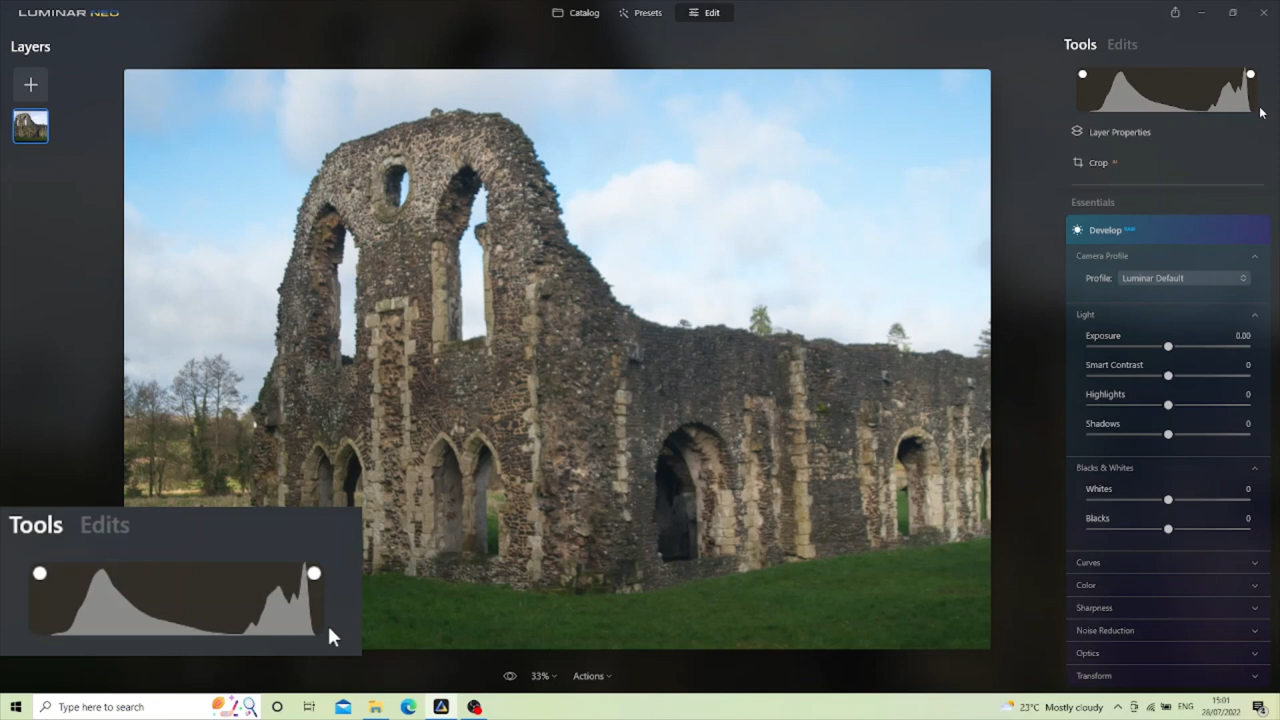 LUMINAR NEO
Catalog Presets Edit
Layers
Tools Edits
Layer Properties
Crop AI
Essentials
Develop RAW
Camera Profile
Profile: Luminar Default
Light
Exposure 0.00
Smart Contrast 0
Highlights 0
Shadows 0
Blacks & Whites
Whites 0
Blacks 0
Curves
Color
Sharpness
Noise Reduction
Optics
Transform
Tools Edits
33% Actions
Type here to search
23°C Mostly cloudy ENG 15:01
28/07/2022 4